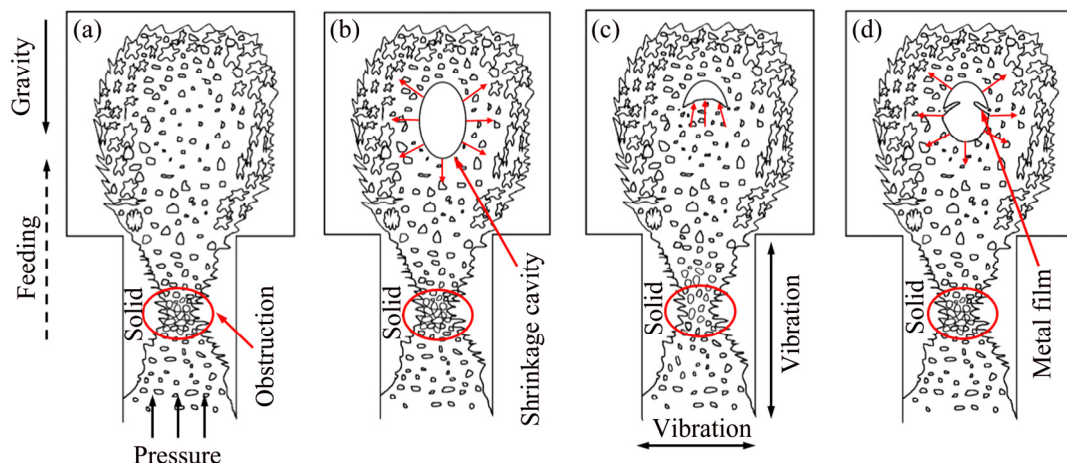 (a)
(b)
(c)
(d)
Gravity
Feeding
Solid
Obstruction
Pressure
Solid
Shrinkage cavity
Solid
Vibration
Vibration
Solid
Metal film